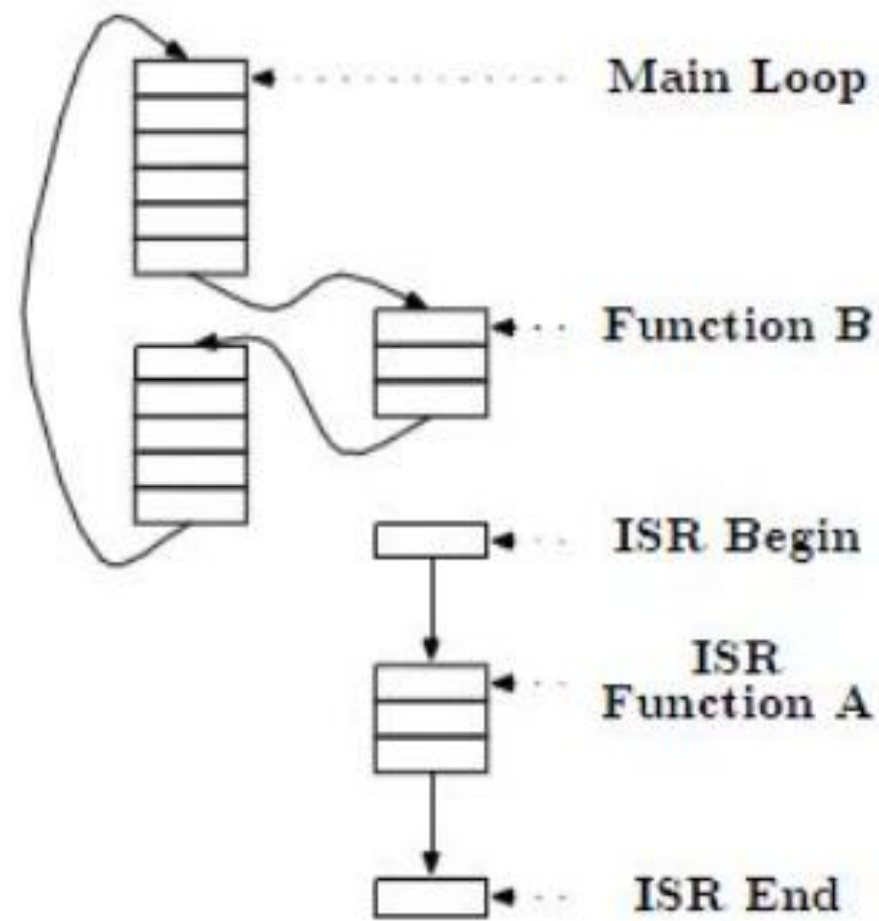 Main Loop
Function B
ISR Begin
ISR
Function A
ISR End